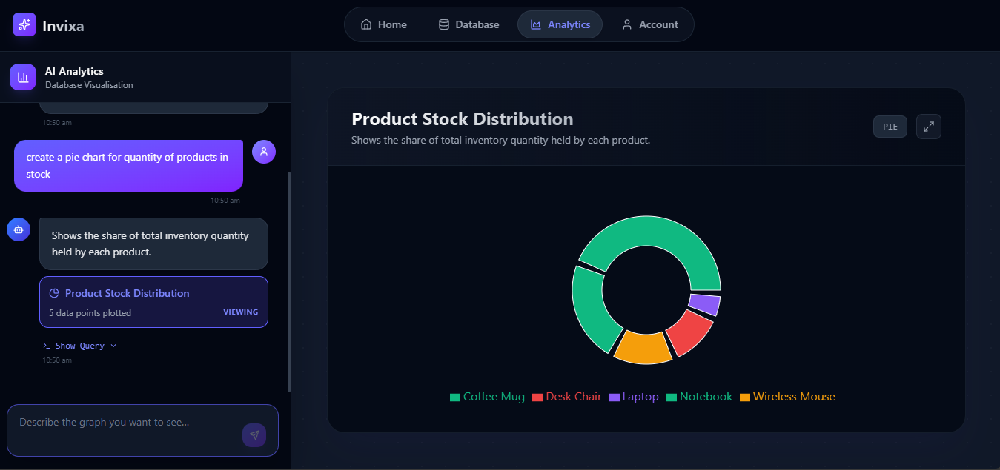 Invixa
Home
Database
Analytics
Account
AI Analytics
Database Visualisation
10:50 am
create a pie chart for quantity of products in
stock
10:50 am
Shows the share of total inventory quantity
held by each product.
Product Stock Distribution
5 data points plotted
VIEWING
Show Query
10:50 am
Describe the graph you want to see...
Product Stock Distribution
Shows the share of total inventory quantity held by each product.
PIE
Coffee Mug
Desk Chair
Laptop
Notebook
Wireless Mouse